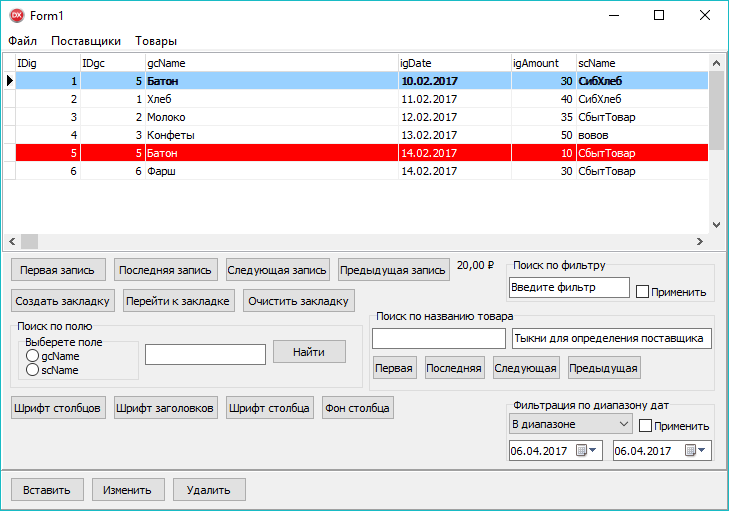 DX Form1
Файл Поставщики Товары
IDig IDgc gcName igDate igAmount scName
1 5 Батон 10.02.2017 30 СибХлеб
2 1 Хлеб 11.02.2017 40 СибХлеб
3 2 Молоко 12.02.2017 35 СбытТовар
4 3 Конфеты 13.02.2017 50 вовов
5 5 Батон 14.02.2017 10 СбытТовар
6 6 Фарш 14.02.2017 30 СбытТовар
Первая запись Последняя запись Следующая запись Предыдущая запись 20,00 ₽
Поиск по фильтру
Введите фильтр Применить
Создать закладку Перейти к закладке Очистить закладку
Поиск по полю
Выберете поле
gcName
scName
Найти
Поиск по названию товара
Тыкни для определения поставщика
Первая Последняя Следующая Предыдущая
Шрифт столбцов Шрифт заголовков Шрифт столбца Фон столбца
Фильтрация по диапазону дат
В диапазоне Применить
06.04.2017 06.04.2017
Вставить Изменить Удалить